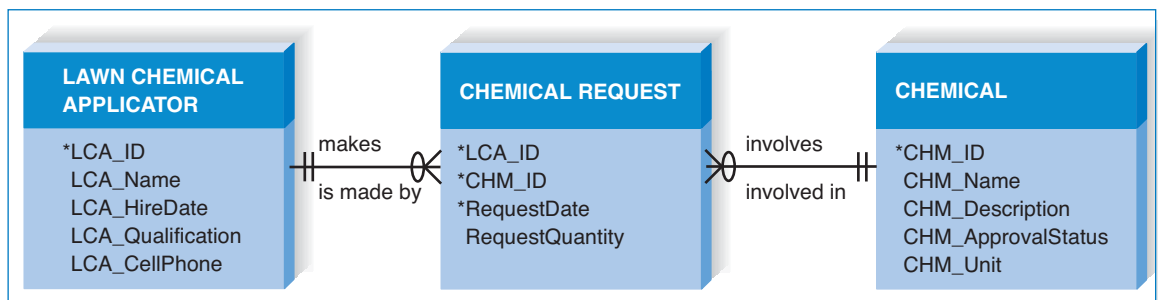 LAWN CHEMICAL
APPLICATOR
*LCA_ID
LCA_Name
LCA_HireDate
LCA_Qualification
LCA_CellPhone
makes
is made by
CHEMICAL REQUEST
*LCA_ID
*CHM_ID
*RequestDate
RequestQuantity
involves
involved in
CHEMICAL
*CHM_ID
CHM_Name
CHM_Description
CHM_ApprovalStatus
CHM_Unit